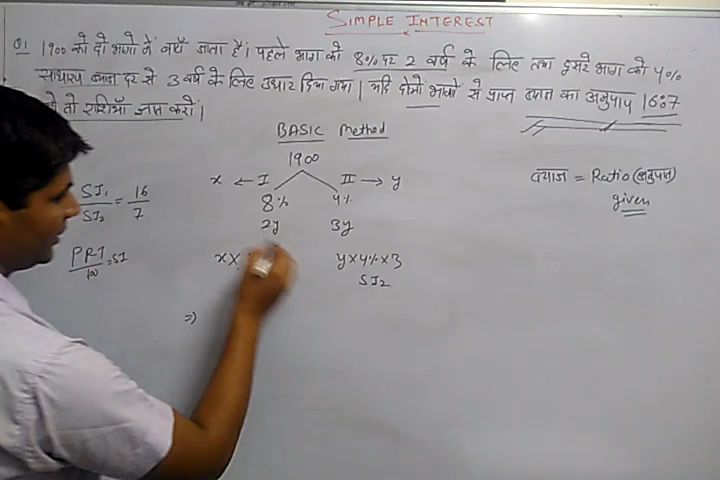 SIMPLE INTEREST
Q1 1900 को दो भागो में बाँटा जाता है। पहले भाग को 8% पर 2 वर्ष के लिए तथा दूसरे भाग को 4%
साधारण ब्याज दर से 3 वर्ष के लिए उधार दिया गया। यदि दोनों भागो से प्राप्त ब्याज का अनुपात 16:7
हो तो राशियाँ ज्ञात करो।
BASIC Method
1900
x ← I II → y
8% 4%
2y 3y
SI1/SI2 = 16/7
PRT/100 = SI
xx y×4%×3
SI2
=)
ब्याज = Ratio (अनुपात)
given